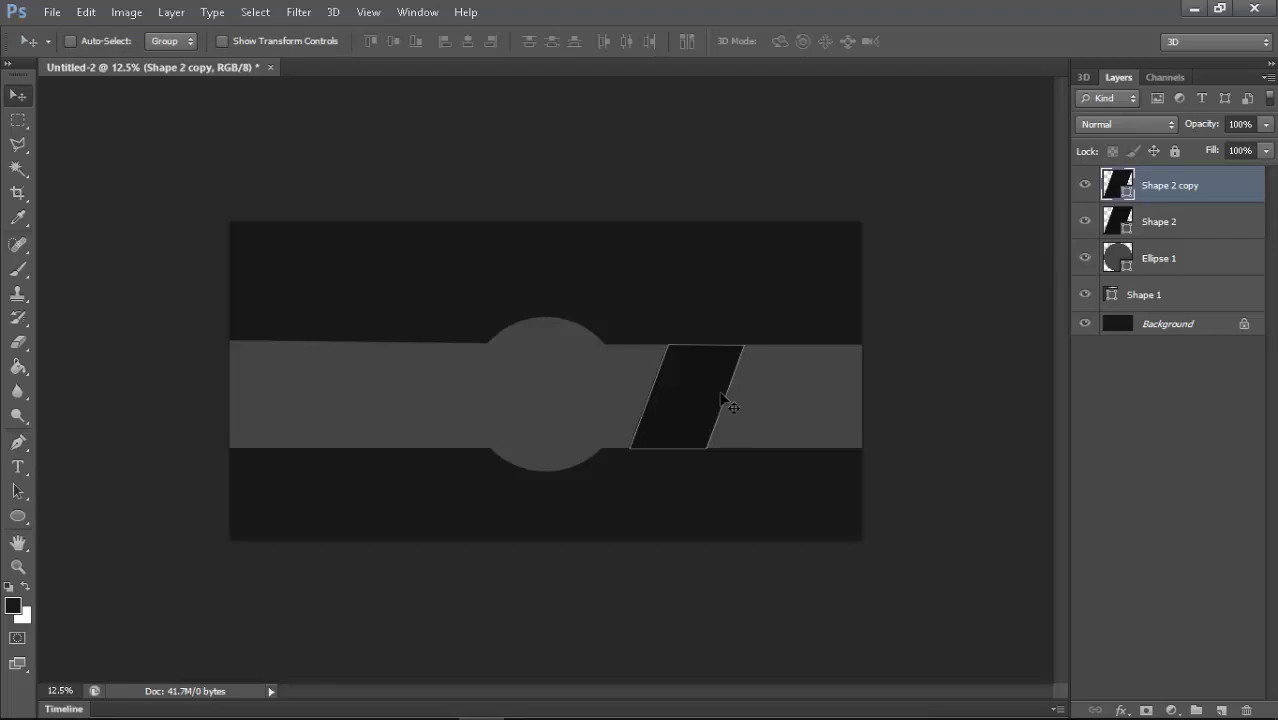 Ps File Edit Image Layer Type Select Filter 3D View Window Help
Auto-Select: Group Show Transform Controls 3D Mode: 3D
Untitled-2 @ 12.5% (Shape 2 copy, RGB/8) * ×
3D Layers Channels
Kind
Normal Opacity: 100%
Lock: Fill: 100%
Shape 2 copy
Shape 2
Ellipse 1
Shape 1
Background
12.5% Doc: 41.7M/0 bytes
Timeline